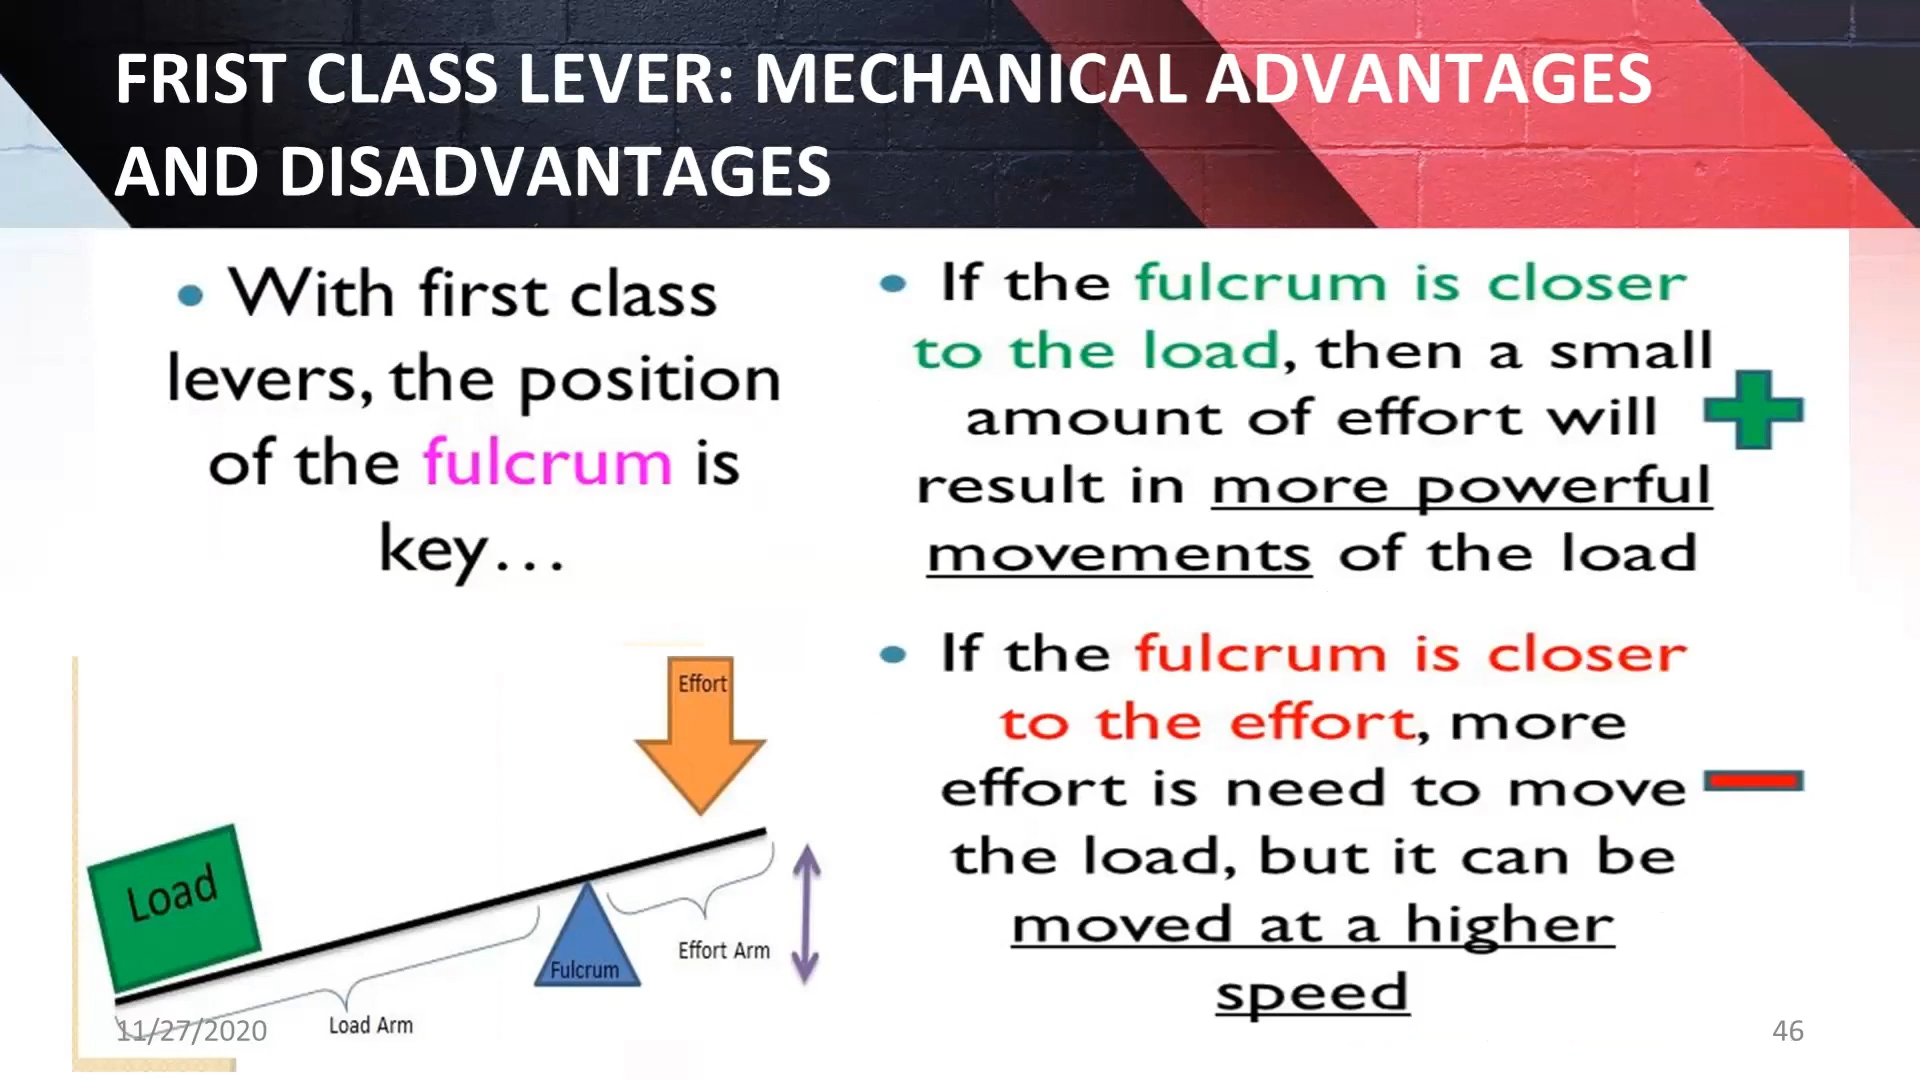 FRIST CLASS LEVER: MECHANICAL ADVANTAGES
AND DISADVANTAGES
• With first class
levers, the position
of the fulcrum is
key...
• If the fulcrum is closer
to the load, then a small
amount of effort will
result in more powerful
movements of the load
• If the fulcrum is closer
to the effort, more
effort is need to move
the load, but it can be
moved at a higher
speed
Effort
Load
Fulcrum
Effort Arm
Load Arm
11/27/2020
46